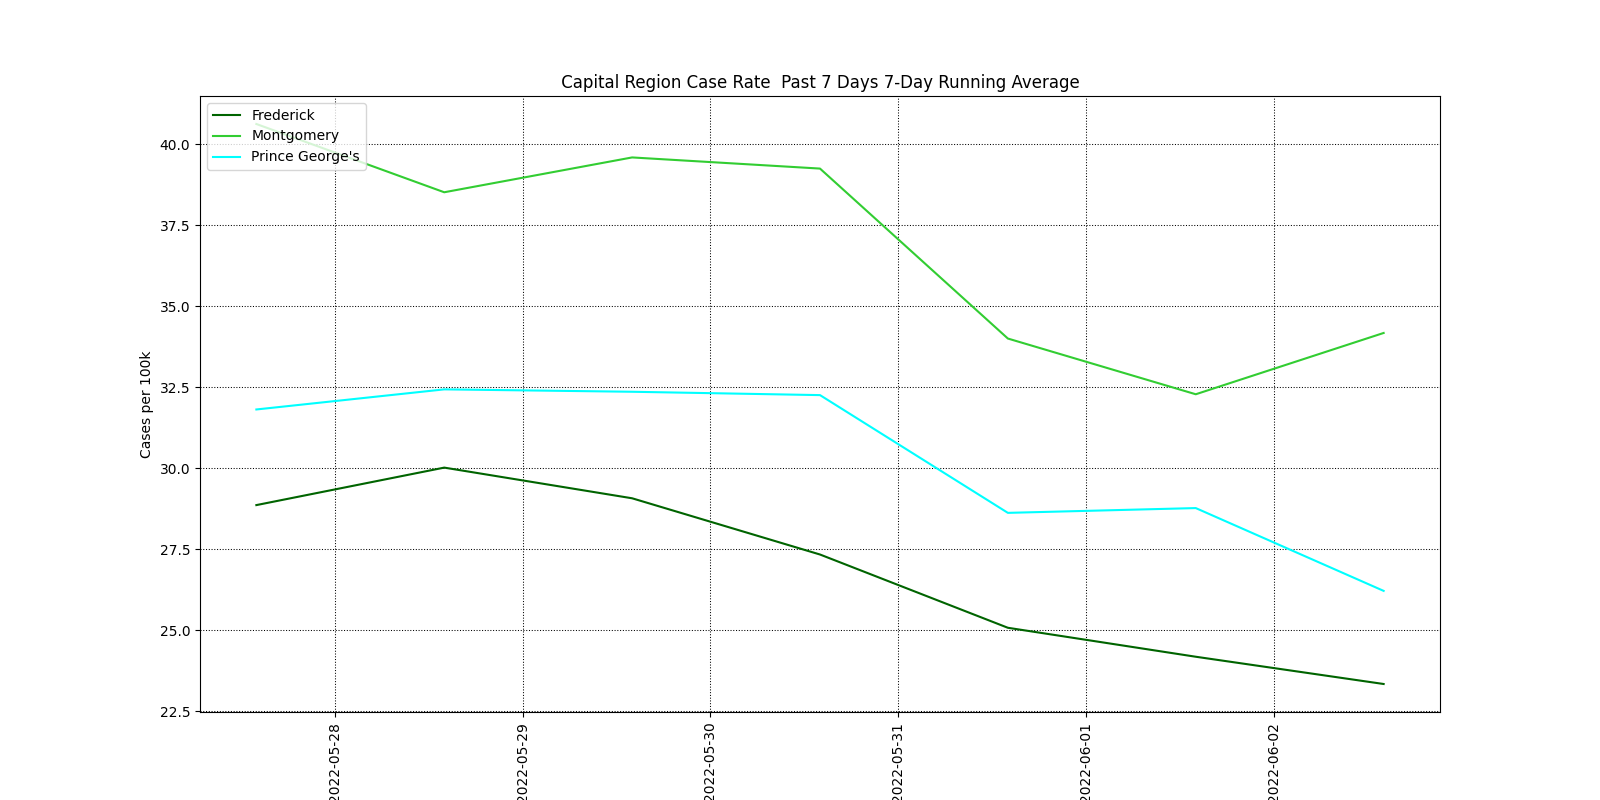 Capital Region Case Rate  Past 7 Days 7-Day Running Average
Frederick
Montgomery
Prince George's
Cases per 100k
40.0
37.5
35.0
32.5
30.0
27.5
25.0
22.5
2022-05-28
2022-05-29
2022-05-30
2022-05-31
2022-06-01
2022-06-02